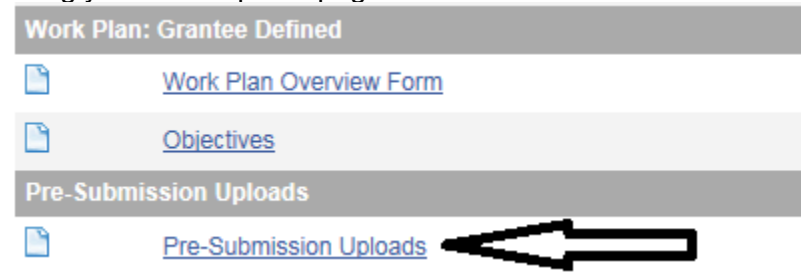 Work Plan: Grantee Defined
Work Plan Overview Form
Objectives
Pre-Submission Uploads
Pre-Submission Uploads